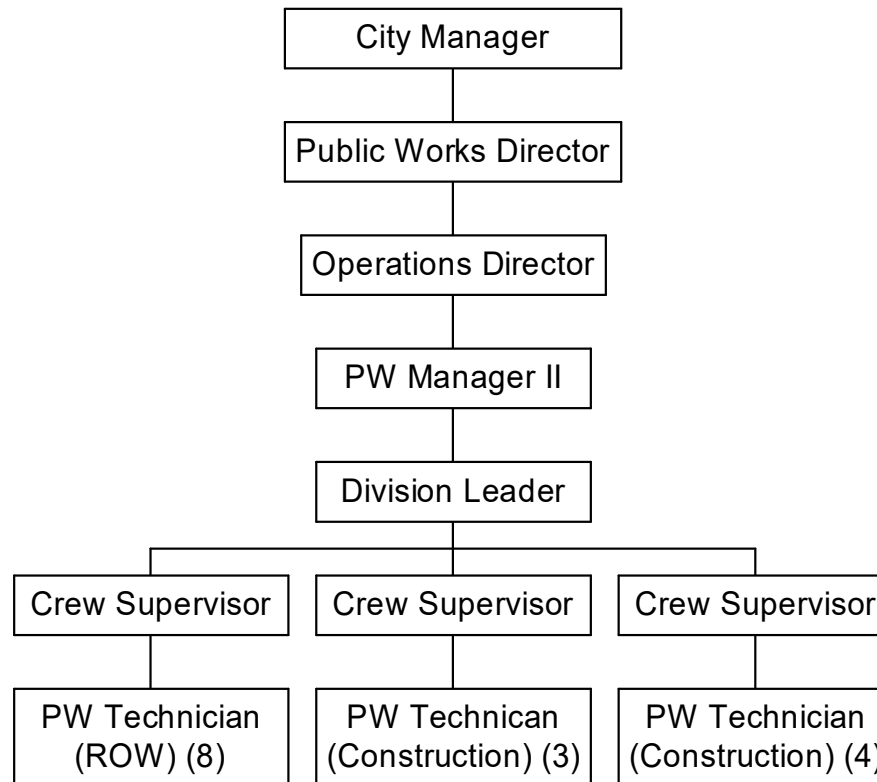 City Manager
Public Works Director
Operations Director
PW Manager II
Division Leader
Crew Supervisor
Crew Supervisor
Crew Supervisor
PW Technician
(ROW) (8)
PW Technican
(Construction) (3)
PW Technician
(Construction) (4)